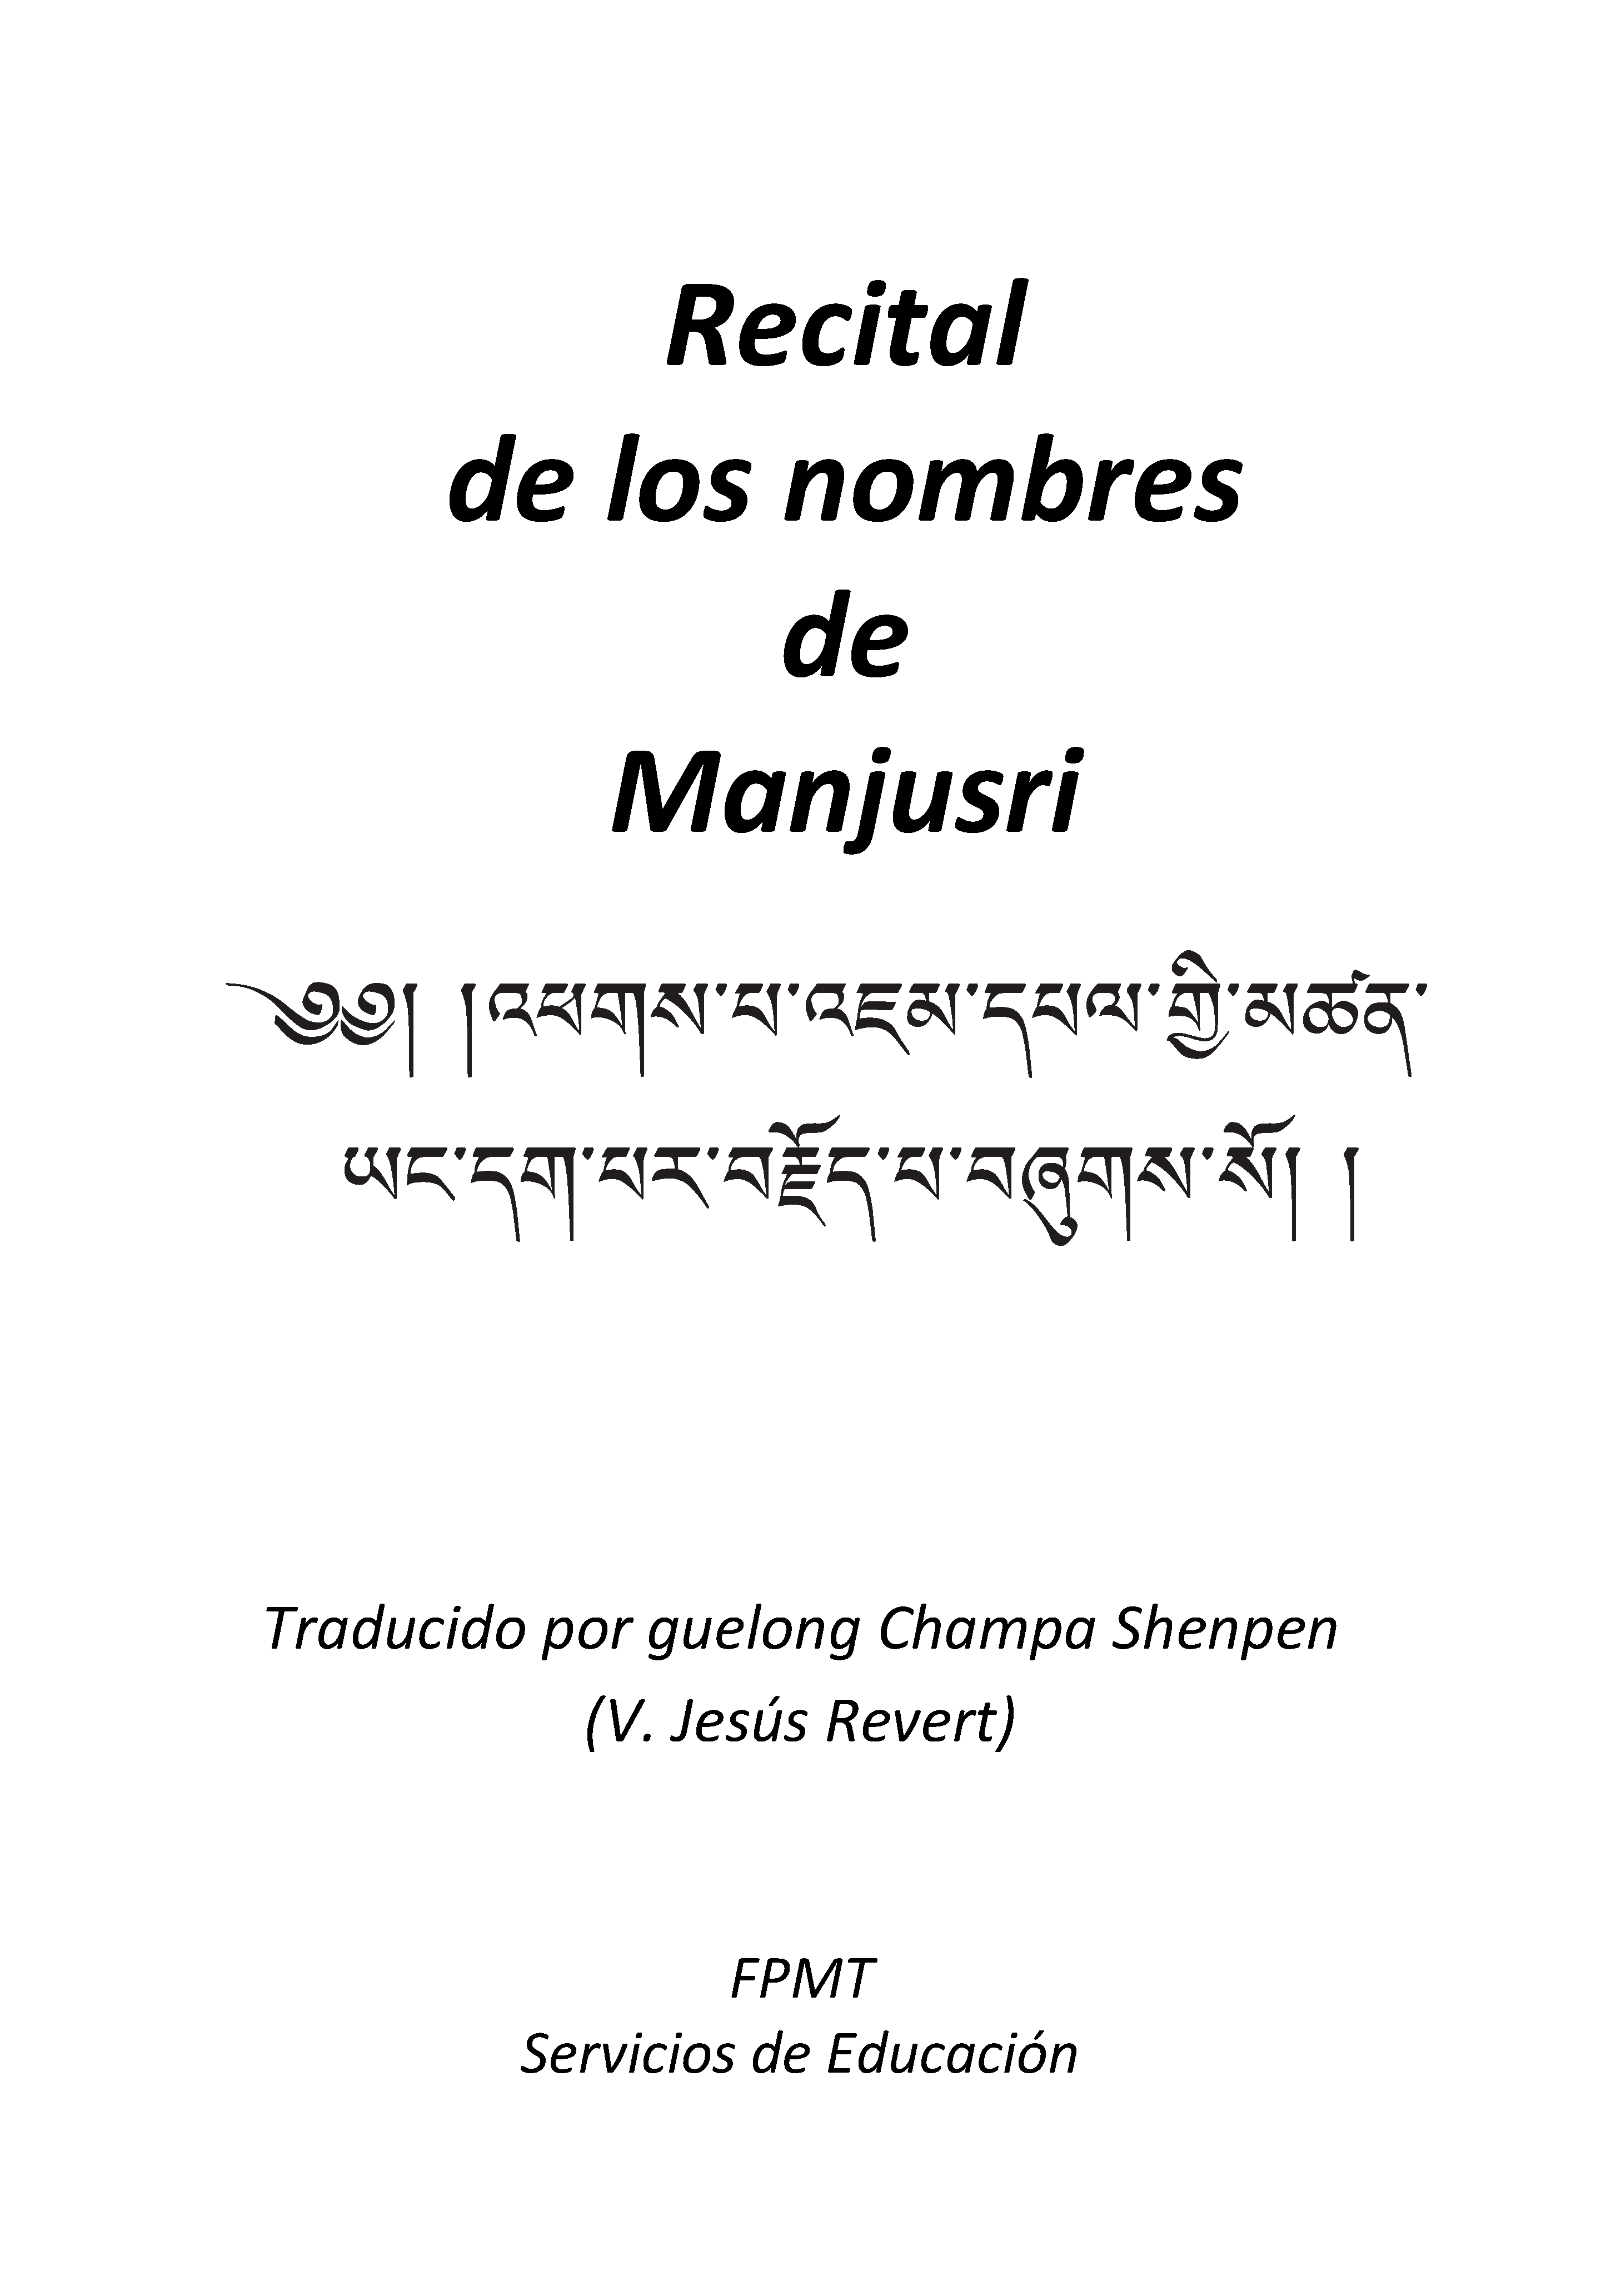 Recital
de los nombres
de
Manjusri
༄༅། །འཕགས་པ་འཇམ་དཔལ་གྱི་མཚན་
ཡང་དག་པར་བརྗོད་པ་བཞུགས་སོ། །
Traducido por guelong Champa Shenpen
(V. Jesús Revert)
FPMT
Servicios de Educación